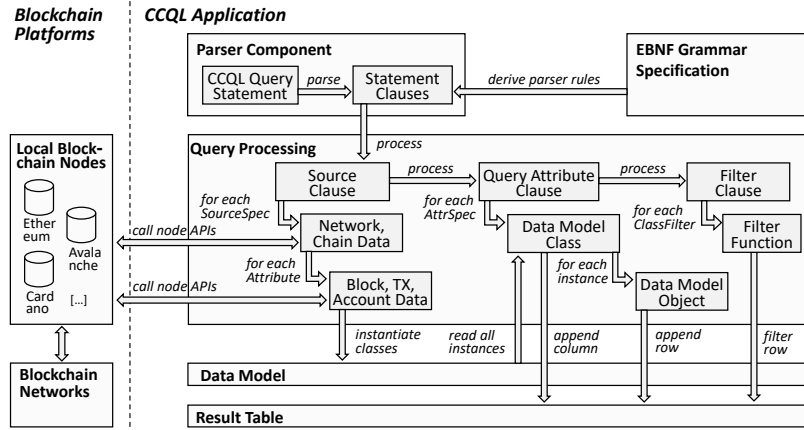 Blockchain
Platforms
CCQL Application
Parser Component
CCQL Query
Statement
parse
Statement
Clauses
derive parser rules
EBNF Grammar
Specification
process
Local Block-
chain Nodes
Ether
eum
Avala
nche
Card
ano
[...]
Query Processing
Source
Clause
process
Query Attribute
Clause
process
Filter
Clause
for each
SourceSpec
for each
AttrSpec
for each
ClassFilter
call node APIs
Network,
Chain Data
Data Model
Class
Filter
Function
for each
Attribute
for each
instance
call node APIs
Block, TX,
Account Data
Data Model
Object
instantiate
classes
read all
instances
append
column
append
row
filter
row
Blockchain
Networks
Data Model
Result Table